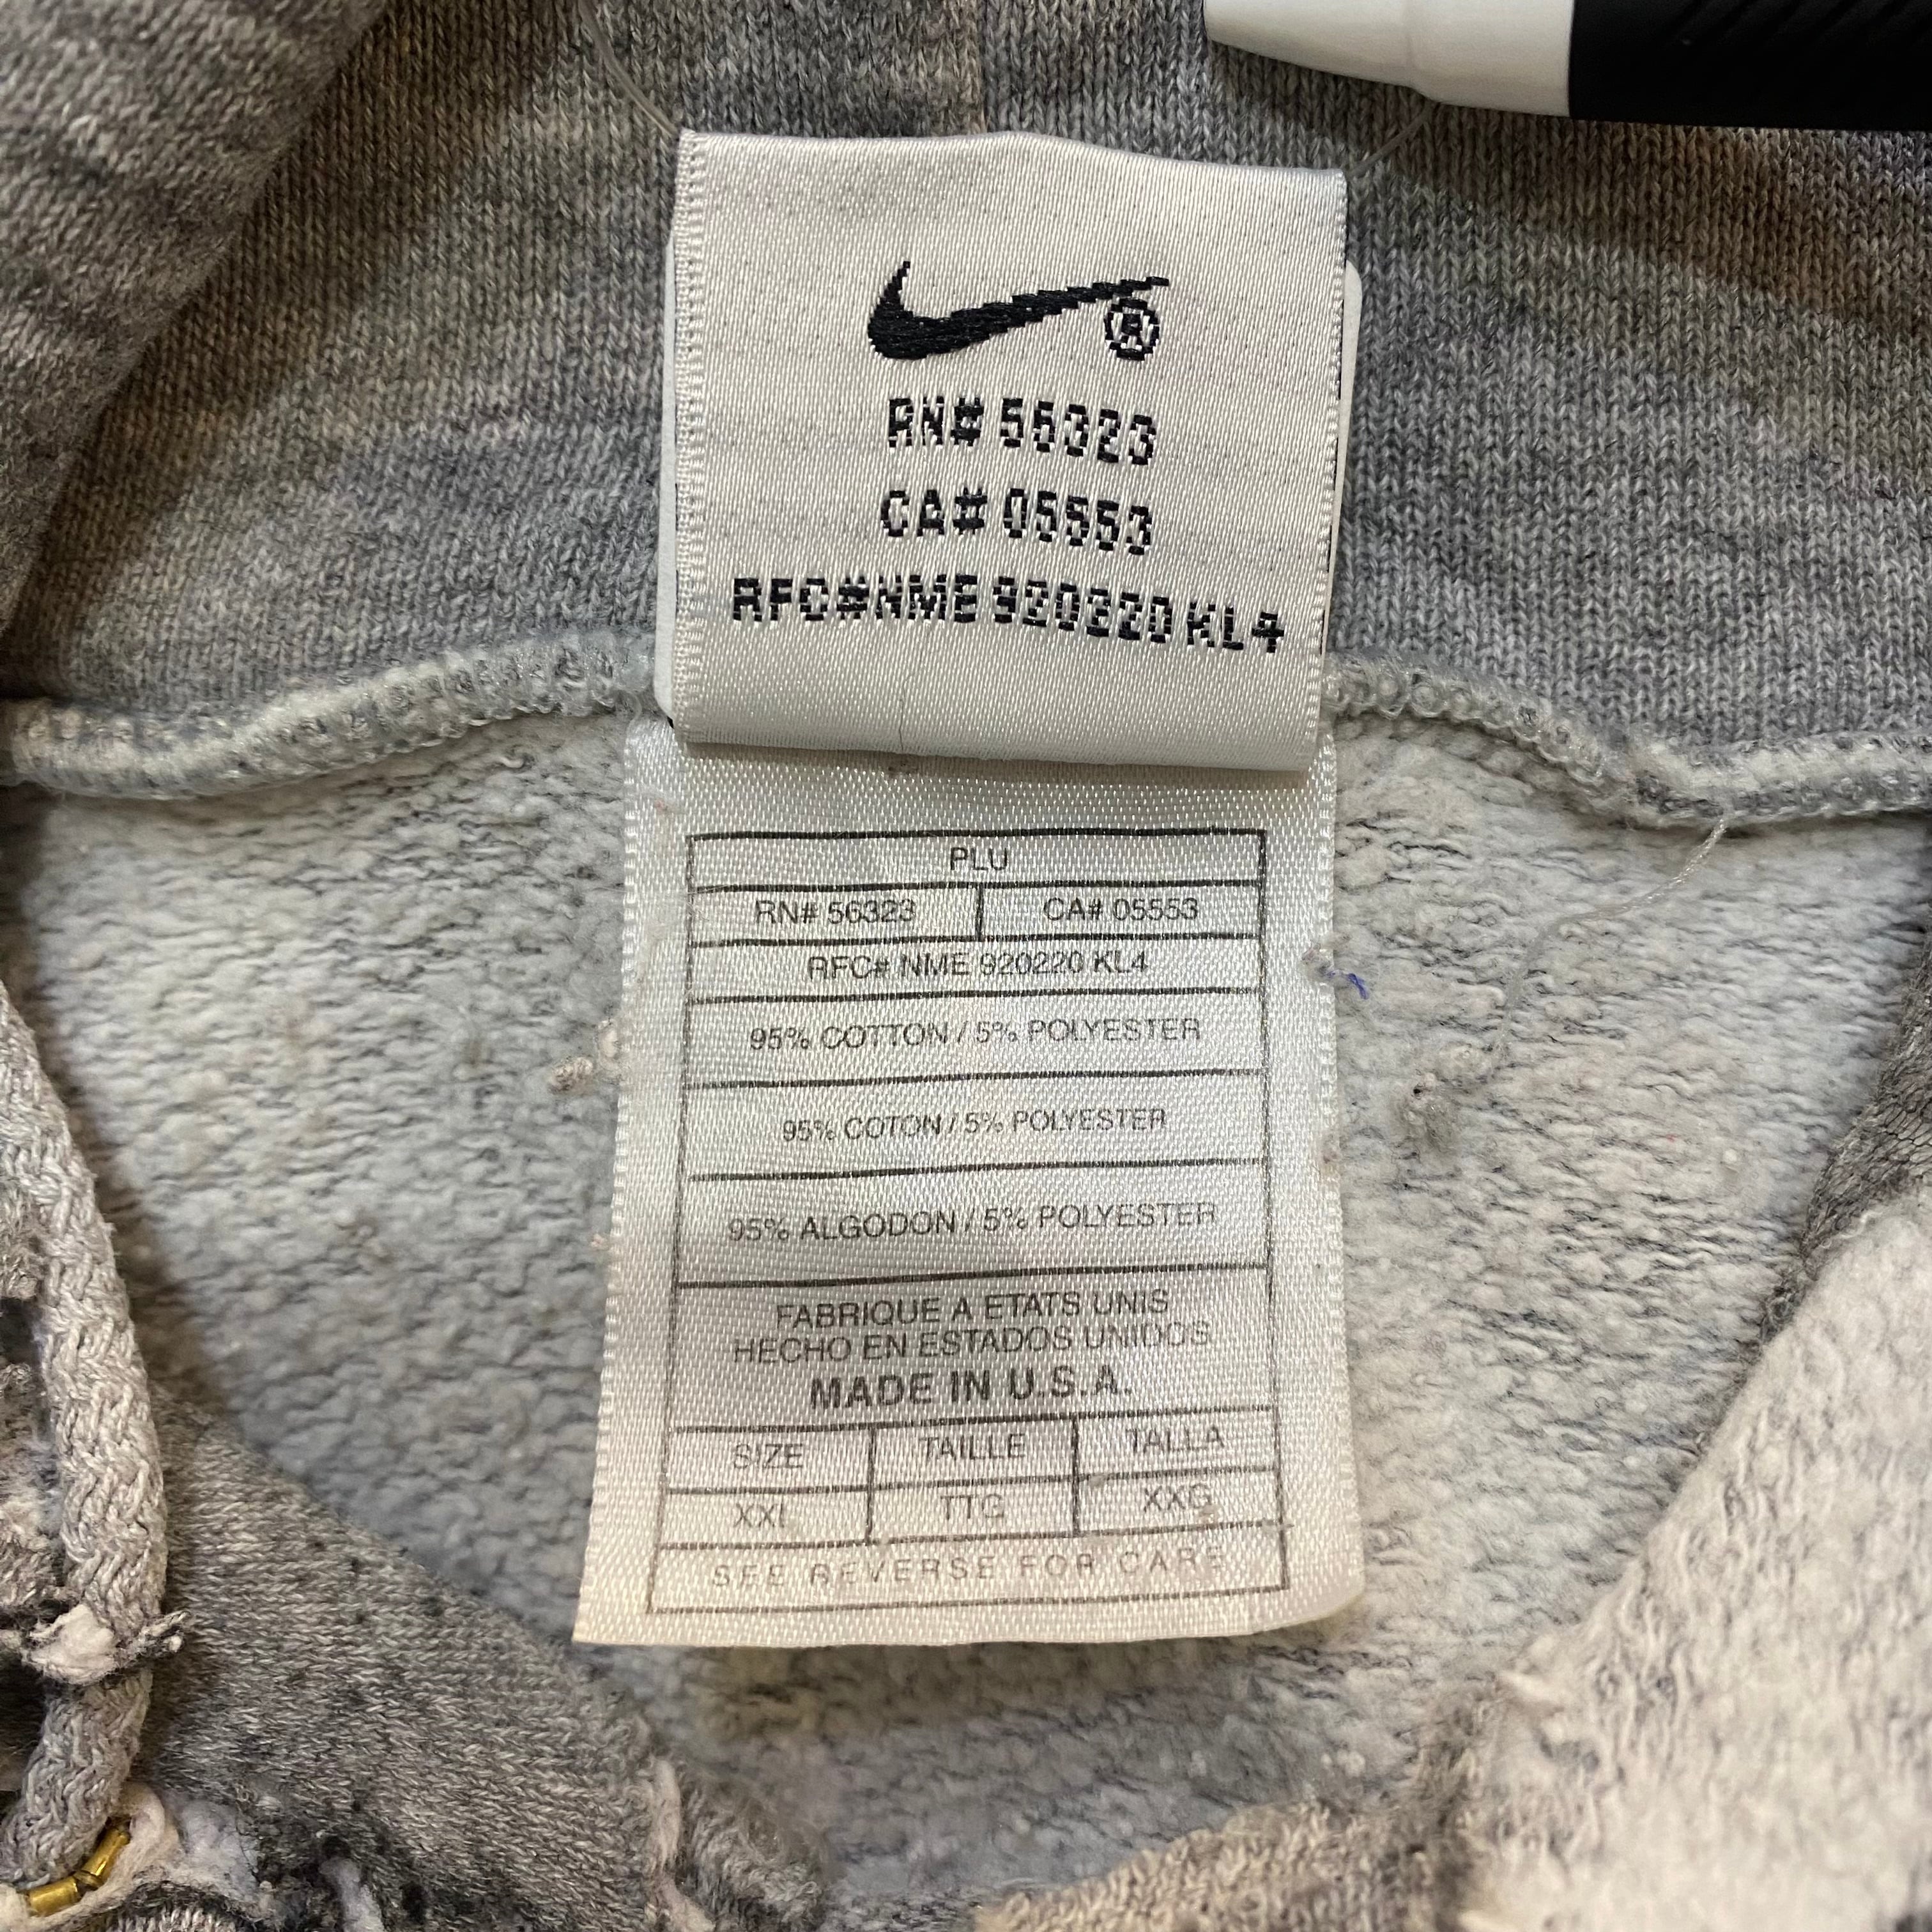 ®
RN# 56323
CA# 05553
RFC#NME 920220 KL4
PLU
RN# 56323 CA# 05553
RFC# NME 920220 KL4
95% COTTON / 5% POLYESTER
95% COTON / 5% POLYESTER
95% ALGODON / 5% POLYESTER
FABRIQUE A ETATS UNIS
HECHO EN ESTADOS UNIDOS
MADE IN U.S.A.
SIZE TAILLE TALLA
XXL TTG XXG
SEE REVERSE FOR CARE